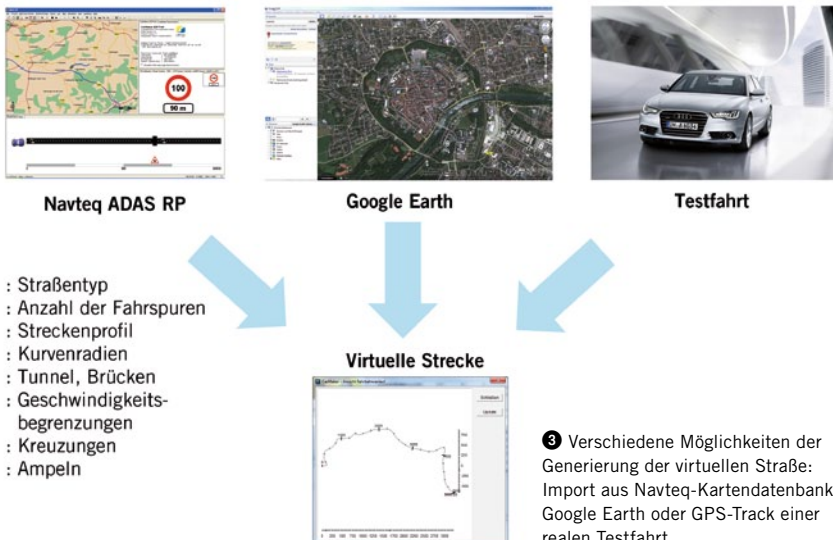 100
90 m
Navteq ADAS RP
Google Earth
Testfahrt
: Straßentyp
: Anzahl der Fahrspuren
: Streckenprofil
: Kurvenradien
: Tunnel, Brücken
: Geschwindigkeits-
begrenzungen
: Kreuzungen
: Ampeln
Virtuelle Strecke
3 Verschiedene Möglichkeiten der
Generierung der virtuellen Straße:
Import aus Navteq-Kartendatenbank
Google Earth oder GPS-Track einer
realen Testfahrt